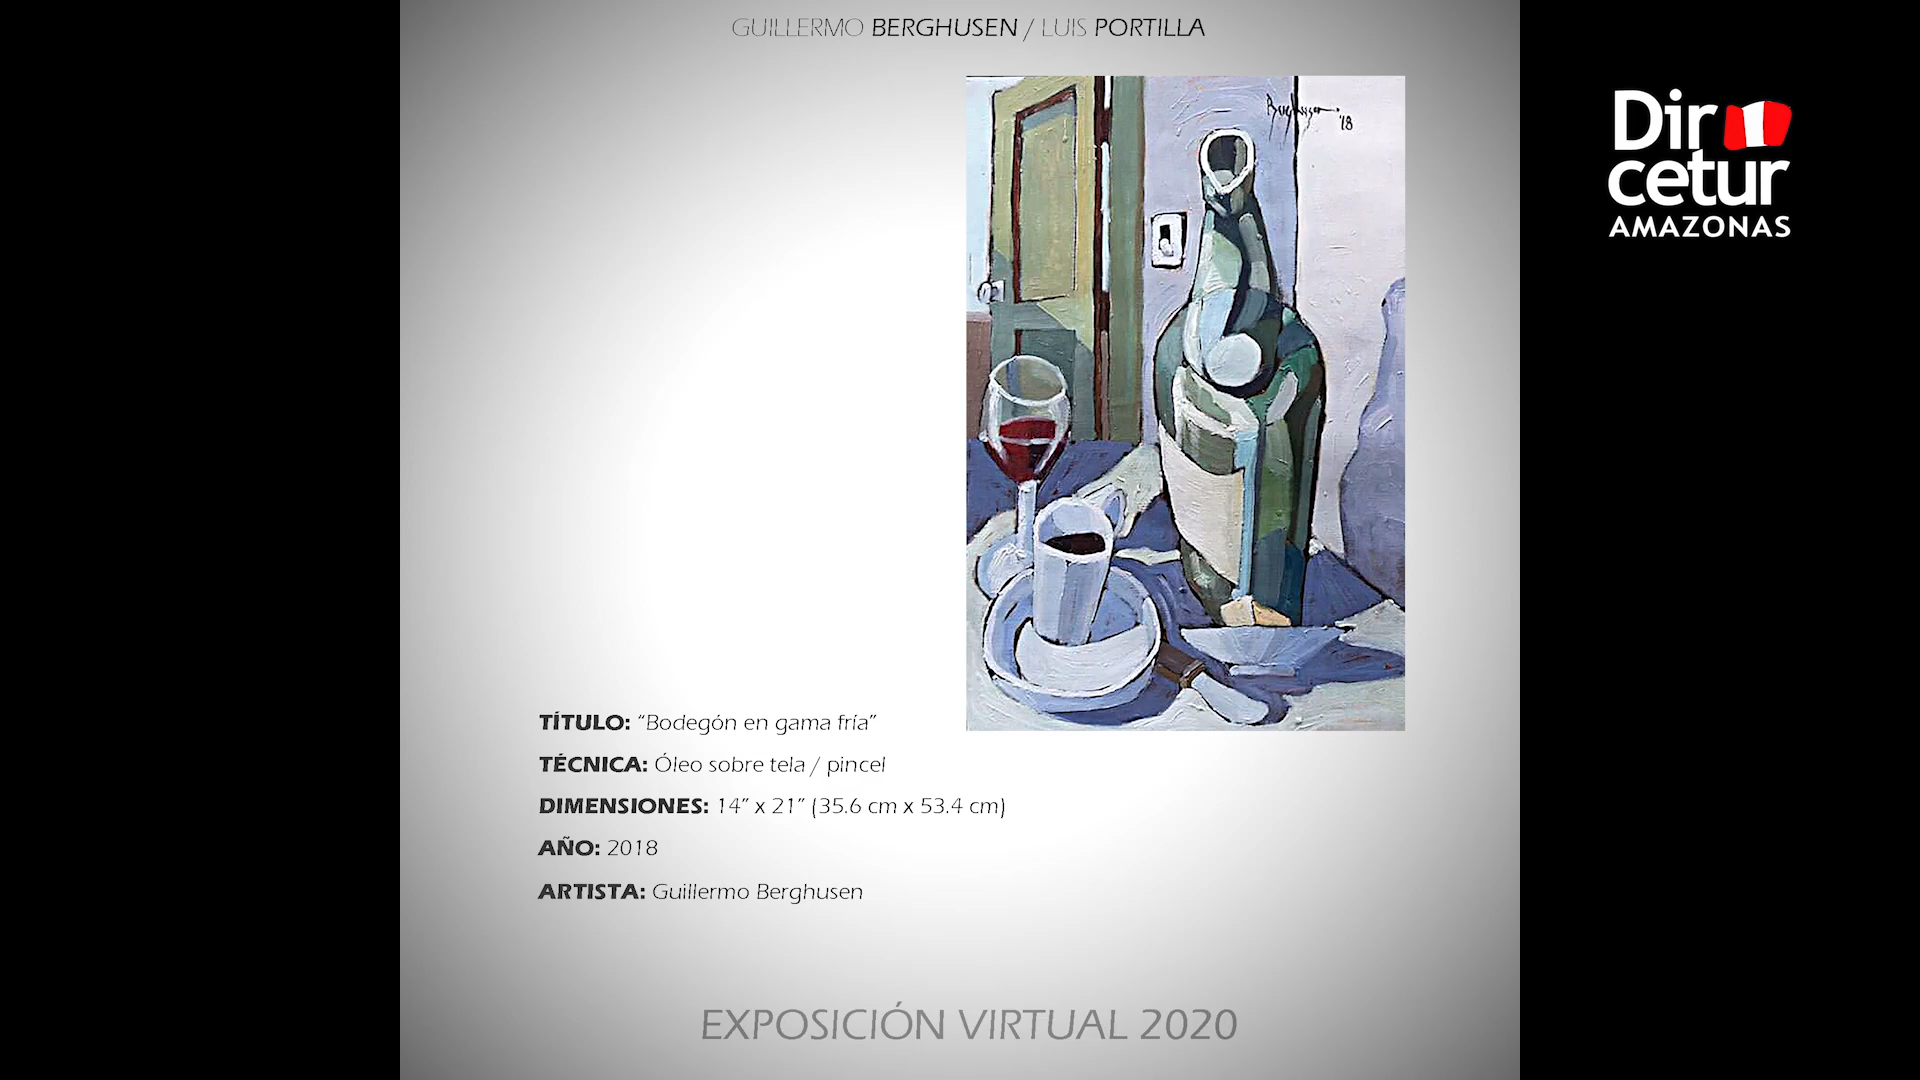 GUILLERMO BERGHUSEN / LUIS PORTILLA
Berghusen
'18
Dir
cetur
AMAZONAS
TÍTULO: “Bodegón en gama fría”
TÉCNICA: Óleo sobre tela / pincel
DIMENSIONES: 14” x 21” (35.6 cm x 53.4 cm)
AÑO: 2018
ARTISTA: Guillermo Berghusen
EXPOSICIÓN VIRTUAL 2020